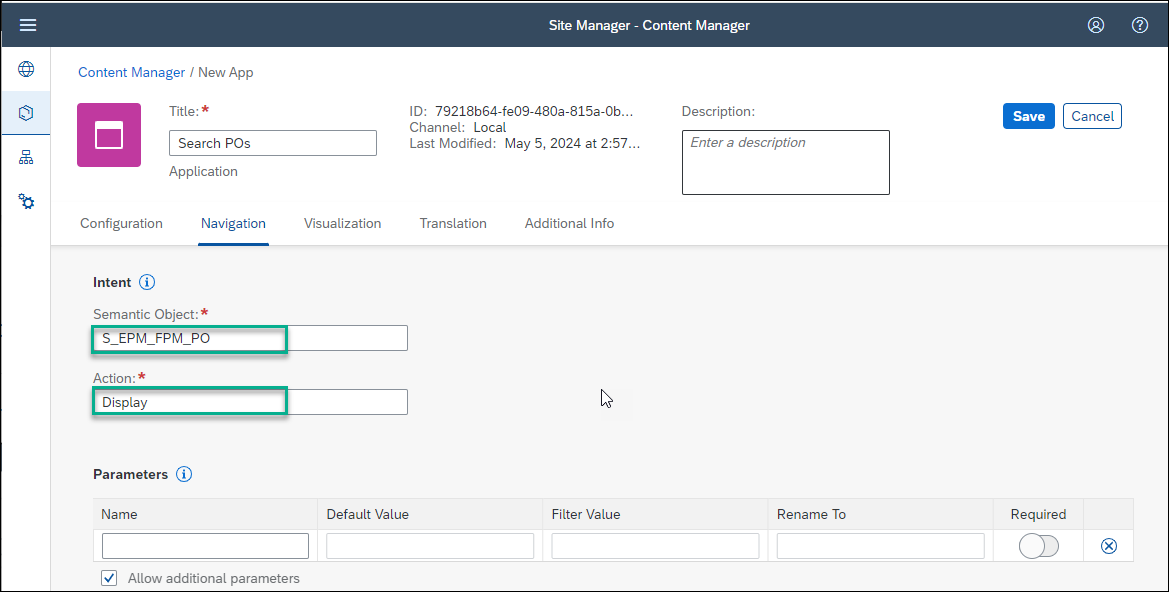 Site Manager - Content Manager
Content Manager / New App
Title:*
Search POs
Application
ID: 79218b64-fe09-480a-815a-0b...
Channel: Local
Last Modified: May 5, 2024 at 2:57...
Description:
Enter a description
Save
Cancel
Configuration Navigation Visualization Translation Additional Info
Intent
Semantic Object:*
S_EPM_FPM_PO
Action:*
Display
Parameters
Name Default Value Filter Value Rename To Required
Allow additional parameters